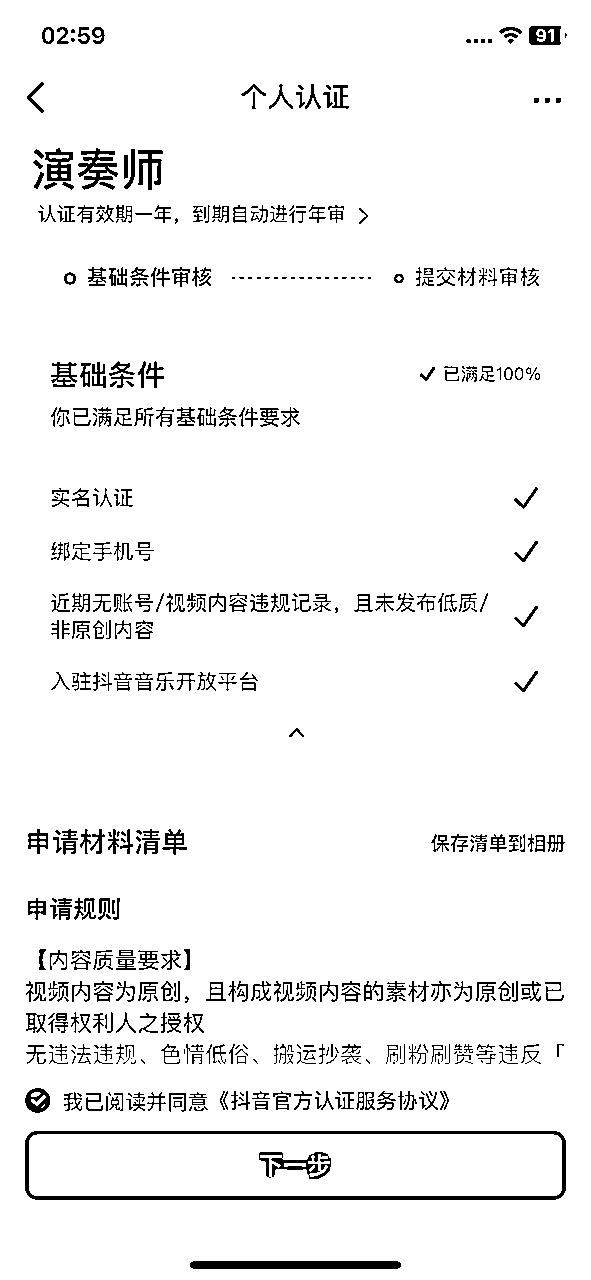 02:59
91
个人认证
演奏师
认证有效期一年，到期自动进行年审
基础条件审核
提交材料审核
基础条件
已满足100%
你已满足所有基础条件要求
实名认证
绑定手机号
近期无账号/视频内容违规记录，且未发布低质/
非原创内容
入驻抖音音乐开放平台
申请材料清单
保存清单到相册
申请规则
【内容质量要求】
视频内容为原创，且构成视频内容的素材亦为原创或已
取得权利人之授权
无违法违规、色情低俗、搬运抄袭、刷粉刷赞等违反「
我已阅读并同意《抖音官方认证服务协议》
下一步